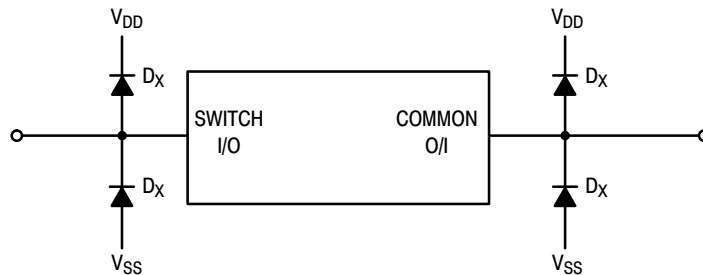 VDD VDD
DX DX
SWITCH COMMON
I/O O/I
DX DX
VSS VSS